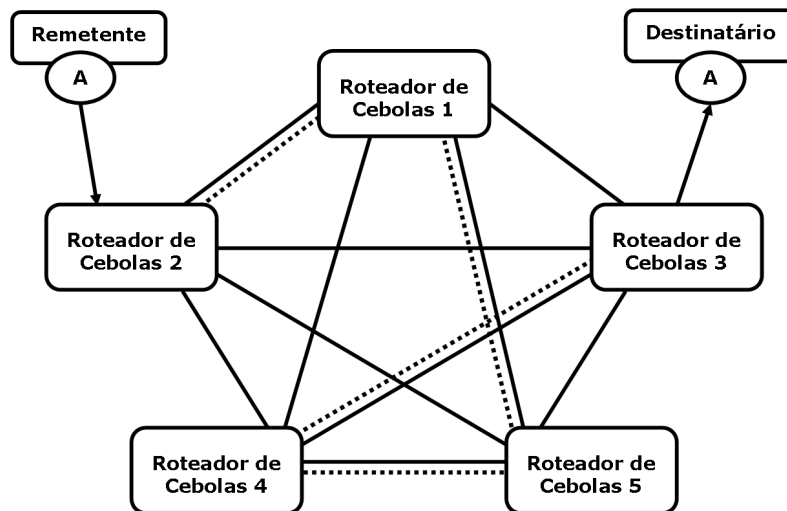 Remetente
A
Destinatário
A
Roteador de
Cebolas 1
Roteador de
Cebolas 2
Roteador de
Cebolas 3
Roteador de
Cebolas 4
Roteador de
Cebolas 5